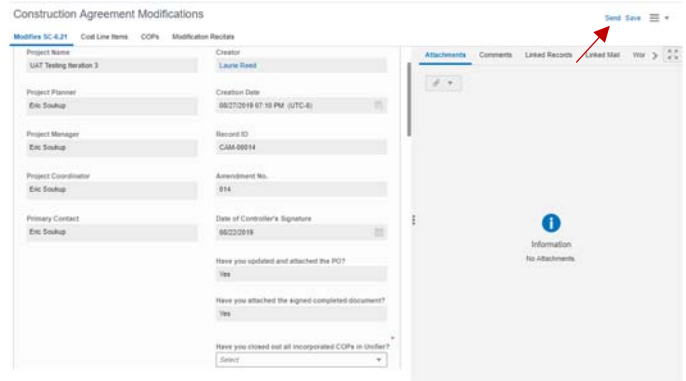 Construction Agreement Modifications
Send Save
Modifies SC-6.21 Cost Line Items COPs Modification Recitals
Attachments Comments Linked Records Linked Mail Wor
Project Name
UAT Testing Iteration 3
Creator
Laurie Reed
Project Planner
Eric Soukup
Creation Date
08/27/2019 07:10 PM (UTC-6)
Project Manager
Eric Soukup
Record ID
CAM-00014
Project Coordinator
Eric Soukup
Amendment No.
014
Primary Contact
Eric Soukup
Date of Controller's Signature
08/22/2019
Have you updated and attached the PO?
Yes
Have you attached the signed completed document?
Yes
Have you closed out all incorporated COPs in Unifier?
*
Select
Information
No Attachments.